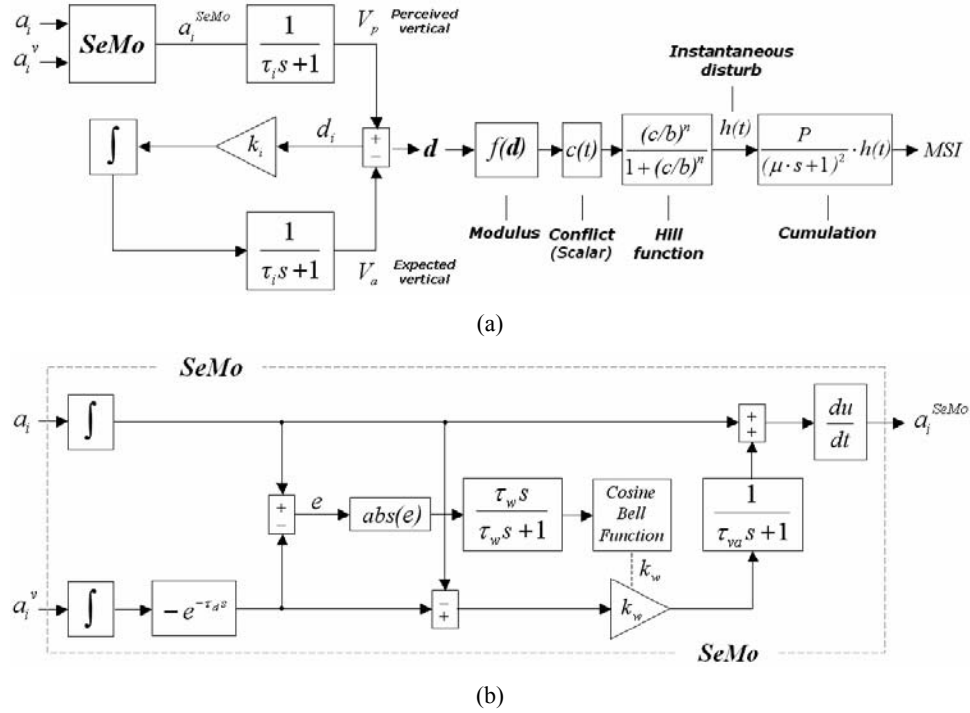 a_i
a_i^v
SeMo
a_i^SeMo
1
τ_i s+1
V_p Perceived vertical
∫
k_i
d_i
+
−
d
f(d)
c(t)
(c/b)^n
1+(c/b)^n
Instantaneous disturb
h(t)
P
(μ·s+1)^2 · h(t)
MSI
1
τ_i s+1
V_a Expected vertical
Modulus
Conflict (Scalar)
Hill function
Cumulation
(a)
SeMo
a_i
∫
+
+
du
dt
a_i^SeMo
+
−
e
abs(e)
τ_w s
τ_w s+1
Cosine
Bell
Function
1
τ_va s+1
k_w
a_i^v
∫
−e^−τ_d s
−
+
k_w
SeMo
(b)